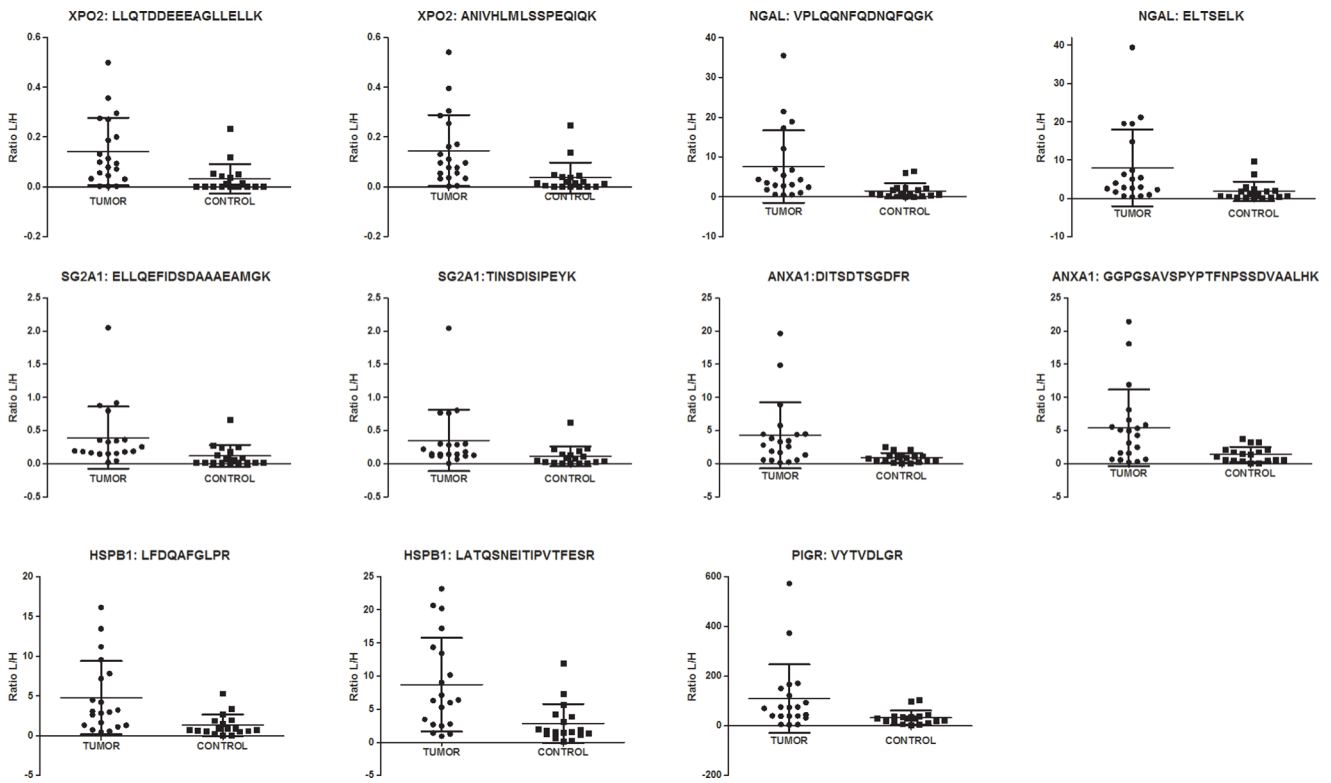 XPO2: LLQTDDEEEAGLLELLK
Ratio L/H
0.6
0.4
0.2
0.0
-0.2
TUMOR
CONTROL
XPO2: ANIVHLMLSSPEQIQK
Ratio L/H
0.6
0.4
0.2
0.0
-0.2
TUMOR
CONTROL
NGAL: VPLQQNFQDNQFQGK
Ratio L/H
40
30
20
10
0
-10
TUMOR
CONTROL
NGAL: ELTSELK
Ratio L/H
40
30
20
10
0
-10
TUMOR
CONTROL
SG2A1: ELLQEFIDSDAAAEAMGK
Ratio L/H
2.5
2.0
1.5
1.0
0.5
0.0
-0.5
TUMOR
CONTROL
SG2A1:TINSDISIPEYK
Ratio L/H
2.5
2.0
1.5
1.0
0.5
0.0
-0.5
TUMOR
CONTROL
ANXA1:DITSDTSGDFR
Ratio L/H
25
20
15
10
5
0
-5
TUMOR
CONTROL
ANXA1: GGPGSAVSPYPTFNPSSDVAALHK
Ratio L/H
25
20
15
10
5
0
-5
TUMOR
CONTROL
HSPB1: LFDQAFGLPR
Ratio L/H
20
15
10
5
0
-5
TUMOR
CONTROL
HSPB1: LATQSNEITIPVTFESR
Ratio L/H
25
20
15
10
5
0
-5
TUMOR
CONTROL
PIGR: VYTVDLGR
Ratio L/H
600
400
200
0
-200
TUMOR
CONTROL